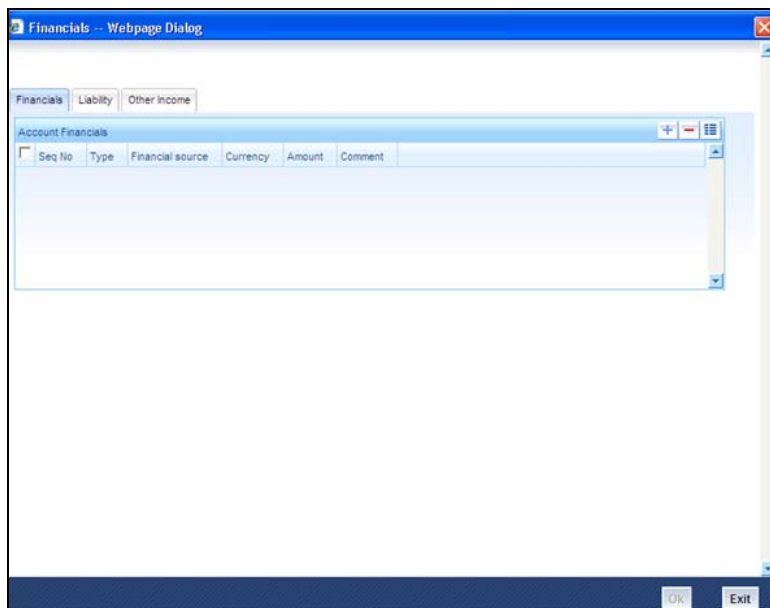 Financials -- Webpage Dialog
Financials Liability Other Income
Account Financials
Seq No Type Financial source Currency Amount Comment
Ok Exit